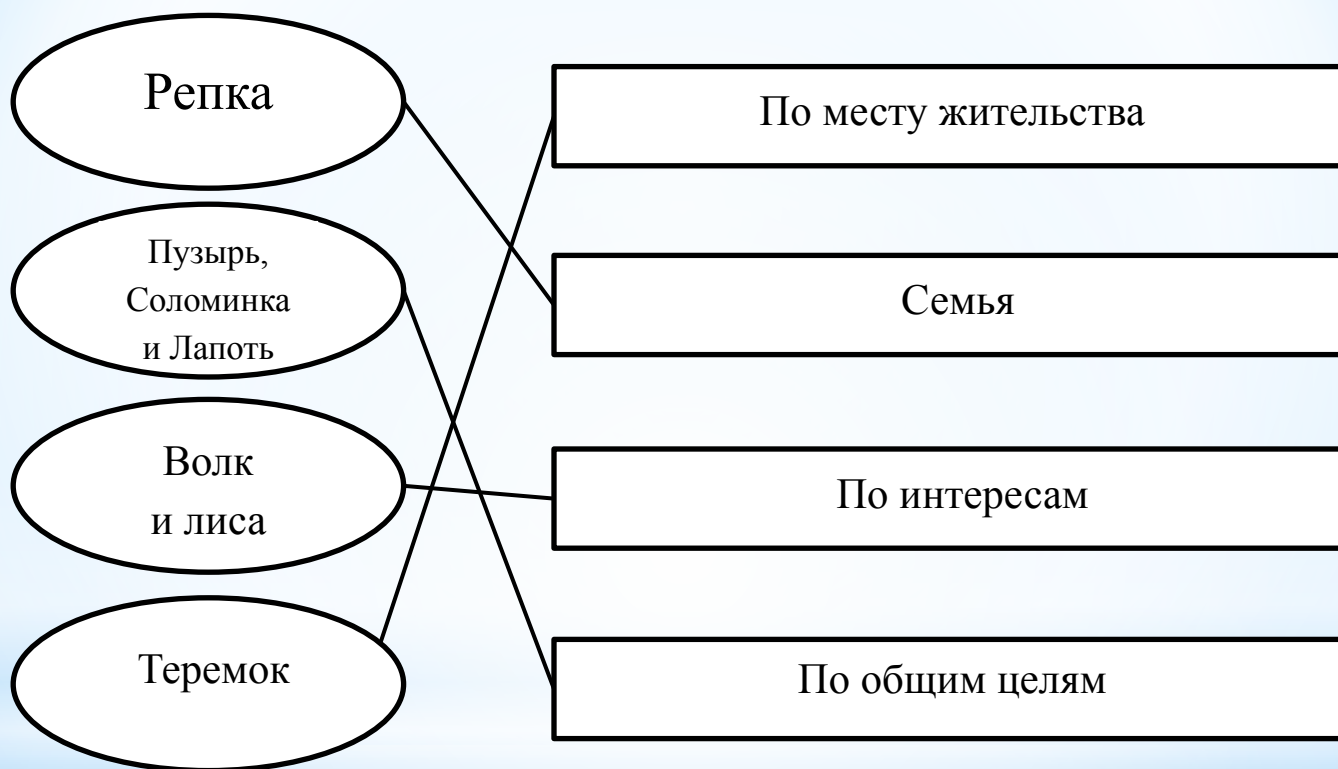 Репка
Пузырь,
Соломинка
и Лапоть
Волк
и лиса
Теремок
По месту жительства
Семья
По интересам
По общим целям